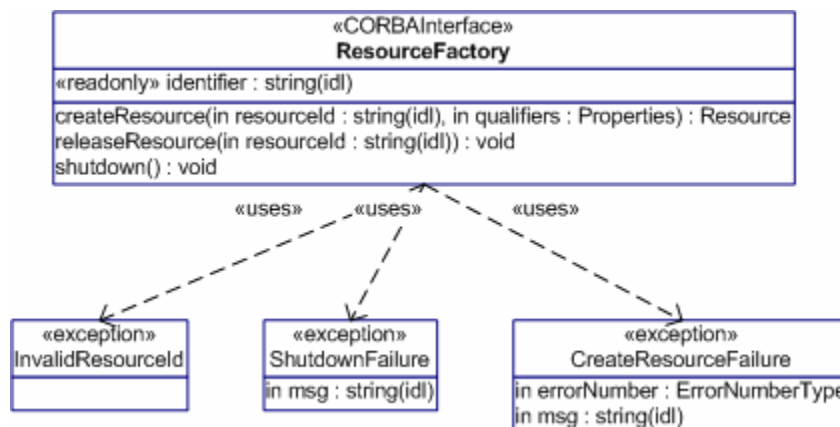 «CORBAInterface»
ResourceFactory
«readonly» identifier : string(idl)
createResource(in resourceId : string(idl), in qualifiers : Properties) : Resource
releaseResource(in resourceId : string(idl)) : void
shutdown() : void
«uses» «uses» «uses»
«exception»
InvalidResourceId
«exception»
ShutdownFailure
in msg : string(idl)
«exception»
CreateResourceFailure
in errorNumber : ErrorNumberType
in msg : string(idl)